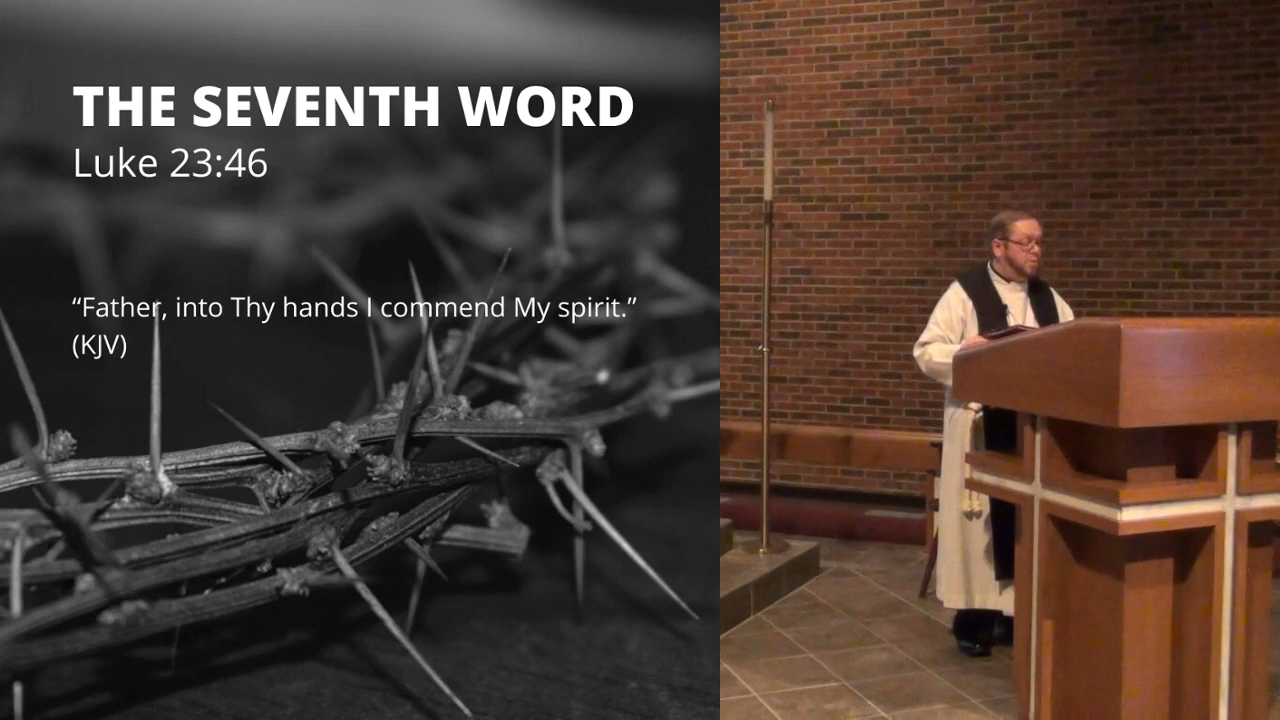 THE SEVENTH WORD
Luke 23:46
“Father, into Thy hands I commend My spirit.”
(KJV)